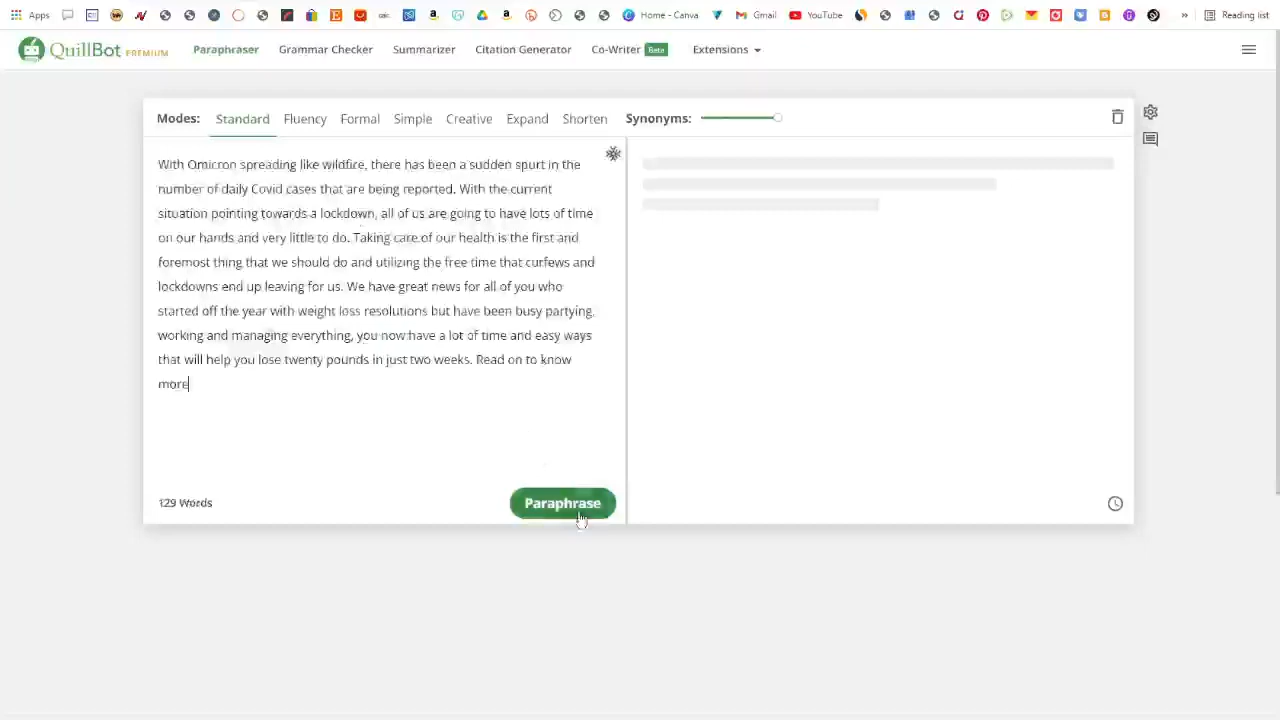 Apps
Home - Canva
Gmail
YouTube
»
Reading list
QuillBot PREMIUM
Paraphraser
Grammar Checker
Summarizer
Citation Generator
Co-Writer Beta
Extensions
Modes: Standard Fluency Formal Simple Creative Expand Shorten Synonyms:
With Omicron spreading like wildfire, there has been a sudden spurt in the
number of daily Covid cases that are being reported. With the current
situation pointing towards a lockdown, all of us are going to have lots of time
on our hands and very little to do. Taking care of our health is the first and
foremost thing that we should do and utilizing the free time that curfews and
lockdowns end up leaving for us. We have great news for all of you who
started off the year with weight loss resolutions but have been busy partying,
working and managing everything, you now have a lot of time and easy ways
that will help you lose twenty pounds in just two weeks. Read on to know
more
129 Words
Paraphrase